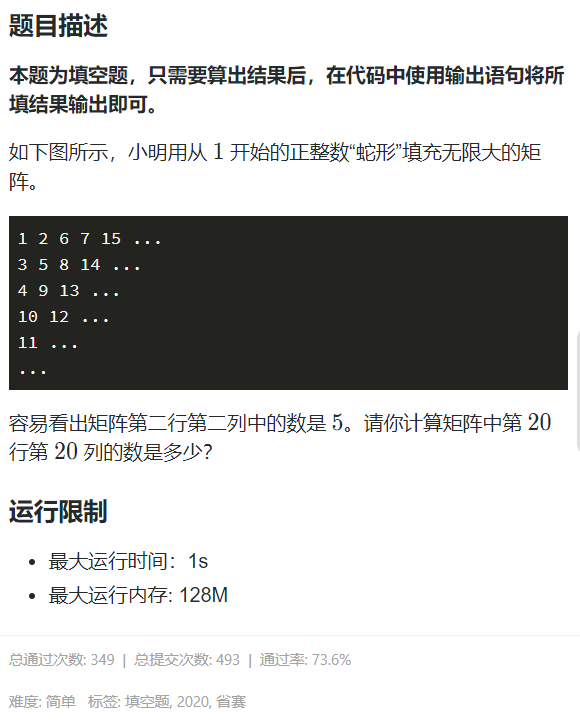 题目描述
本题为填空题，只需要算出结果后，在代码中使用输出语句将所
填结果输出即可。
如下图所示，小明用从 1 开始的正整数“蛇形”填充无限大的矩
阵。
1 2 6 7 15 ...
3 5 8 14 ...
4 9 13 ...
10 12 ...
11 ...
...
容易看出矩阵第二行第二列中的数是 5。请你计算矩阵中第 20
行第 20 列的数是多少？
运行限制
• 最大运行时间：1s
• 最大运行内存: 128M
总通过次数: 349 | 总提交次数: 493 | 通过率: 73.6%
难度: 简单 标签: 填空题, 2020, 省赛